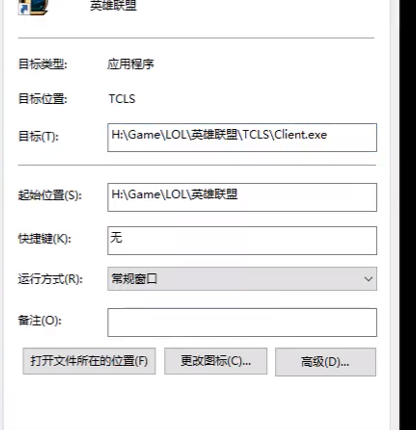 英雄联盟
目标类型: 应用程序
目标位置: TCLS
目标(T): H:\Game\LOL\英雄联盟\TCLS\Client.exe
起始位置(S): H:\Game\LOL\英雄联盟
快捷键(K): 无
运行方式(R): 常规窗口
备注(O):
打开文件所在的位置(F) 更改图标(C)... 高级(D)...